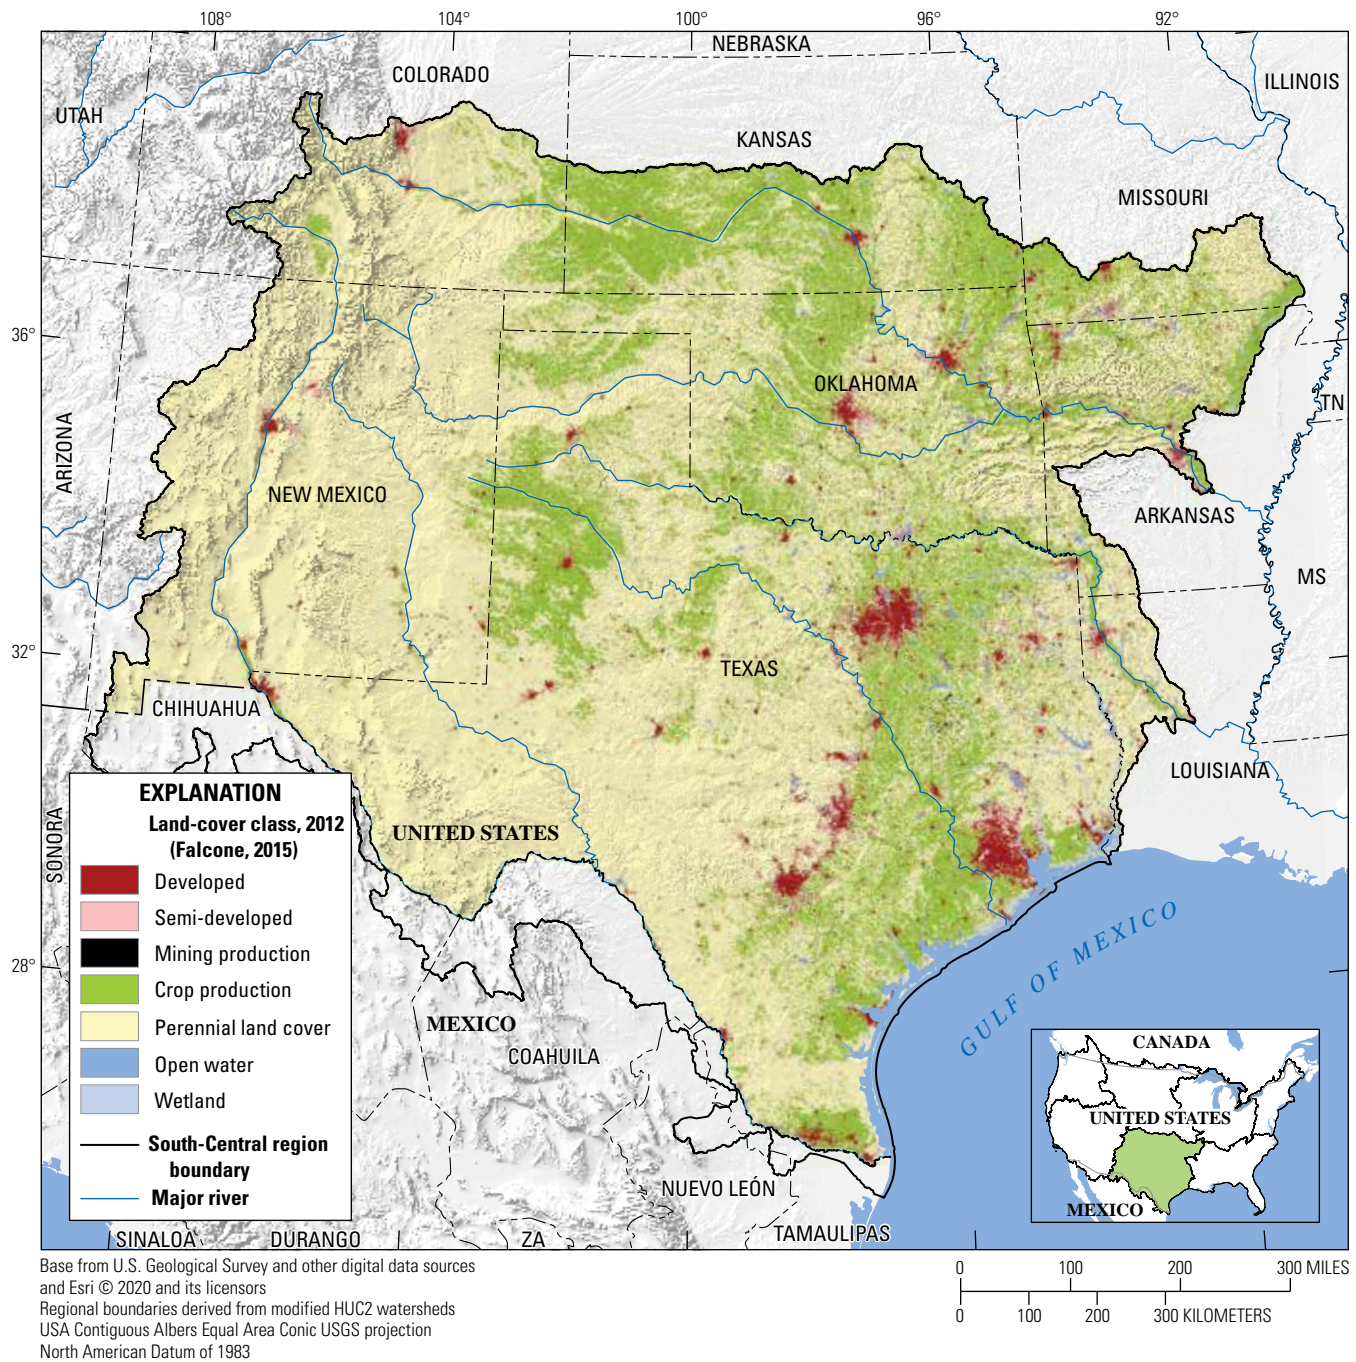 108°
104°
100°
96°
92°
NEBRASKA
COLORADO
ILLINOIS
UTAH
KANSAS
MISSOURI
36°
OKLAHOMA
TN
ARIZONA
NEW MEXICO
ARKANSAS
MS
32°
TEXAS
CHIHUAHUA
LOUISIANA
EXPLANATION
Land-cover class, 2012
(Falcone, 2015)
Developed
Semi-developed
Mining production
Crop production
Perennial land cover
Open water
Wetland
South-Central region
boundary
Major river
SONORA
UNITED STATES
28°
GULF OF MEXICO
MEXICO
COAHUILA
CANADA
UNITED STATES
MEXICO
NUEVO LEÓN
TAMAULIPAS
SINALOA
DURANGO
ZA
Base from U.S. Geological Survey and other digital data sources
and Esri © 2020 and its licensors
Regional boundaries derived from modified HUC2 watersheds
USA Contiguous Albers Equal Area Conic USGS projection
North American Datum of 1983
0 100 200 300 MILES
0 100 200 300 KILOMETERS